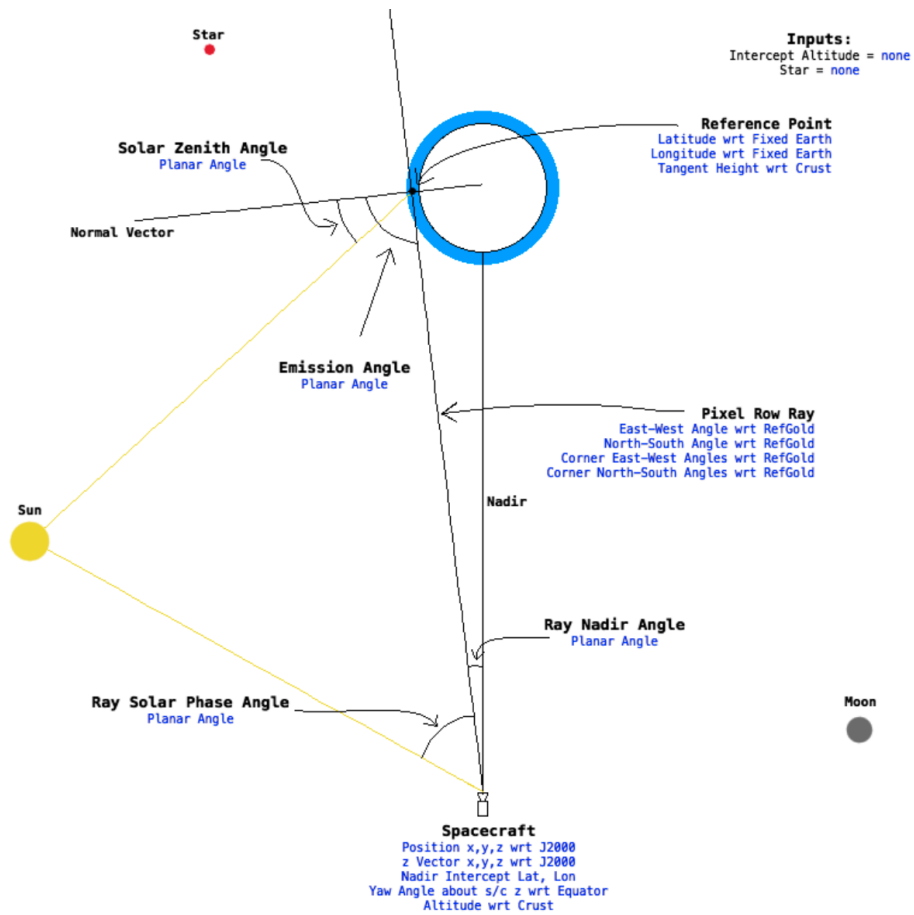 Star
Inputs:
Intercept Altitude = none
Star = none
Reference Point
Latitude wrt Fixed Earth
Longitude wrt Fixed Earth
Tangent Height wrt Crust
Solar Zenith Angle
Planar Angle
Normal Vector
Emission Angle
Planar Angle
Pixel Row Ray
East-West Angle wrt RefGold
North-South Angle wrt RefGold
Corner East-West Angles wrt RefGold
Corner North-South Angles wrt RefGold
Nadir
Sun
Ray Nadir Angle
Planar Angle
Ray Solar Phase Angle
Planar Angle
Moon
Spacecraft
Position x,y,z wrt J2000
z Vector x,y,z wrt J2000
Nadir Intercept Lat, Lon
Yaw Angle about s/c z wrt Equator
Altitude wrt Crust